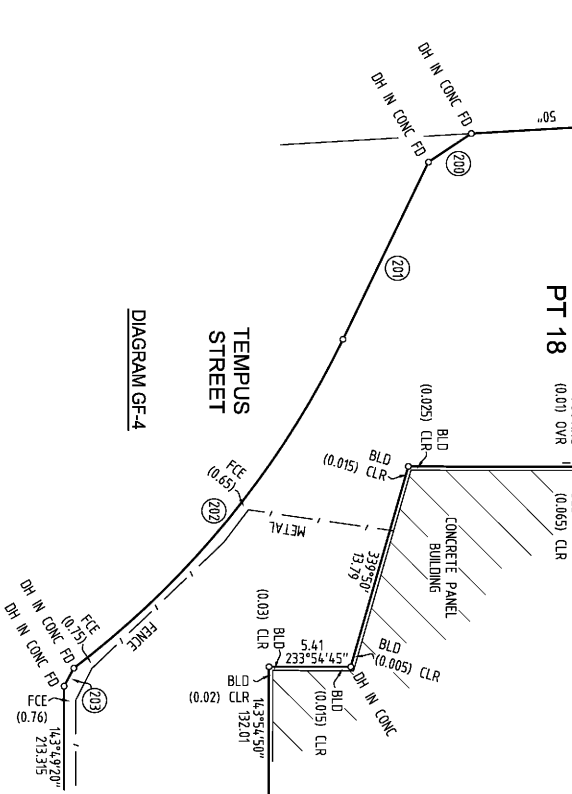 50"
DH IN CONC FD
DH IN CONC FD
200
201
PT 18
(0.01) OVR
(0.065) CLR
BLD
(0.025) CLR
BLD
(0.015) CLR
CONCRETE PANEL
BUILDING
TEMPUS
STREET
DIAGRAM GF-4
FCE
(0.65)
202
METAL
339°50'
13.79
BLD
(0.005) CLR
DH IN CONC
5.41
233°54'45"
BLD
(0.03) CLR
BLD
(0.015) CLR
BLD
(0.02) CLR
143°54'50"
132.01
FENCE
FCE
(0.75)
DH IN CONC FD
DH IN CONC FD
203
FCE
(0.76)
143°49'20"
213.315